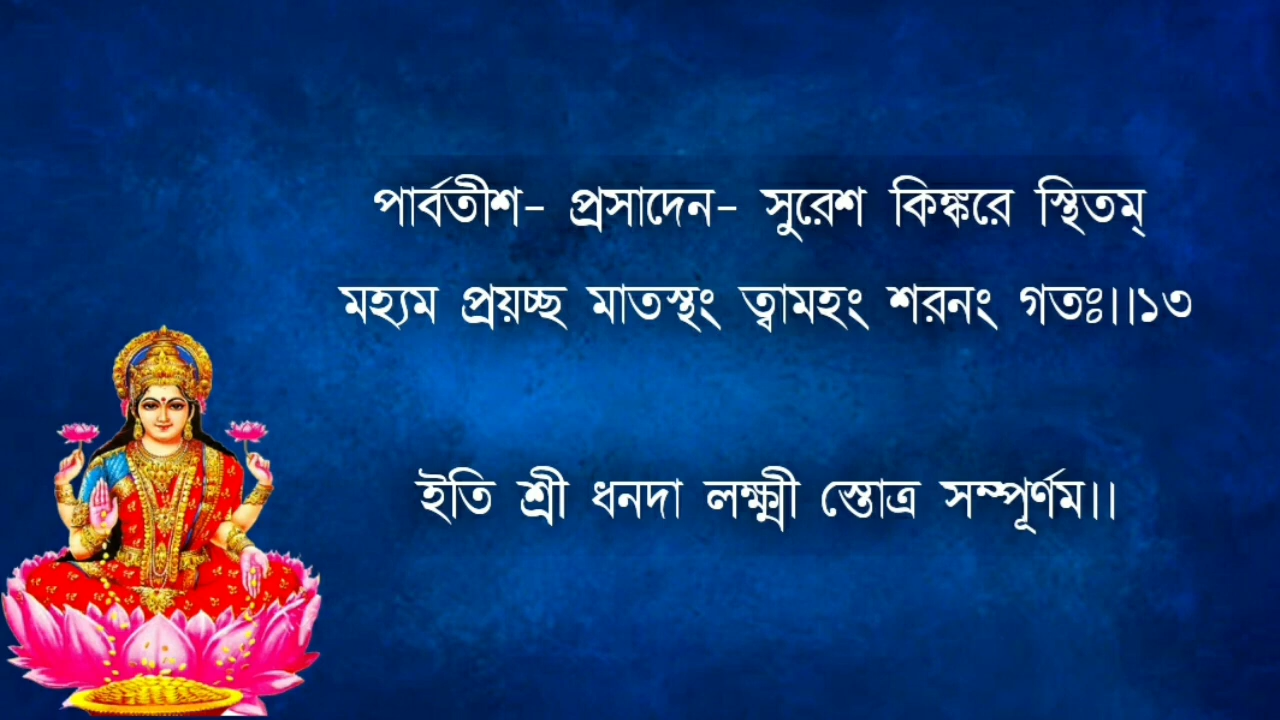 পার্বতীশ- প্রসাদেন- সুরেশ কিঙ্করে স্থিতম্
মহ্যম প্রয়চ্ছ মাতস্থং ত্বামহং শরনং গতঃ।।১৩
ইতি শ্রী ধনদা লক্ষ্মী স্তোত্র সম্পূর্ণম।।